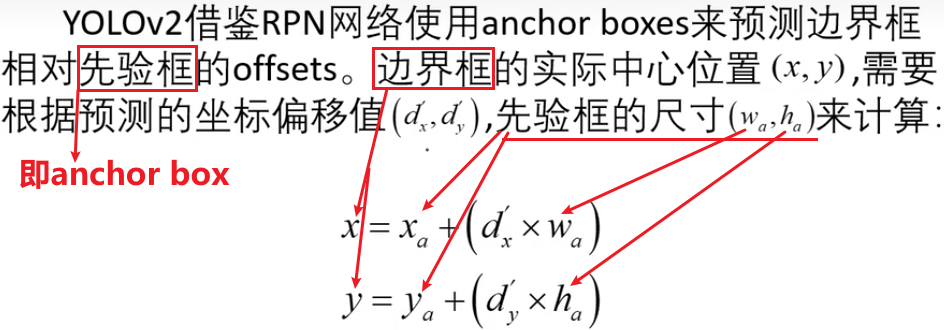 YOLOv2借鉴RPN网络使用anchor boxes来预测边界框
相对先验框的offsets。边界框的实际中心位置(x,y),需要
根据预测的坐标偏移值(d′ₓ,d′y),先验框的尺寸(wₐ,hₐ)来计算:
即anchor box
x = xₐ + (d′ₓ × wₐ)
y = yₐ + (d′y × hₐ)